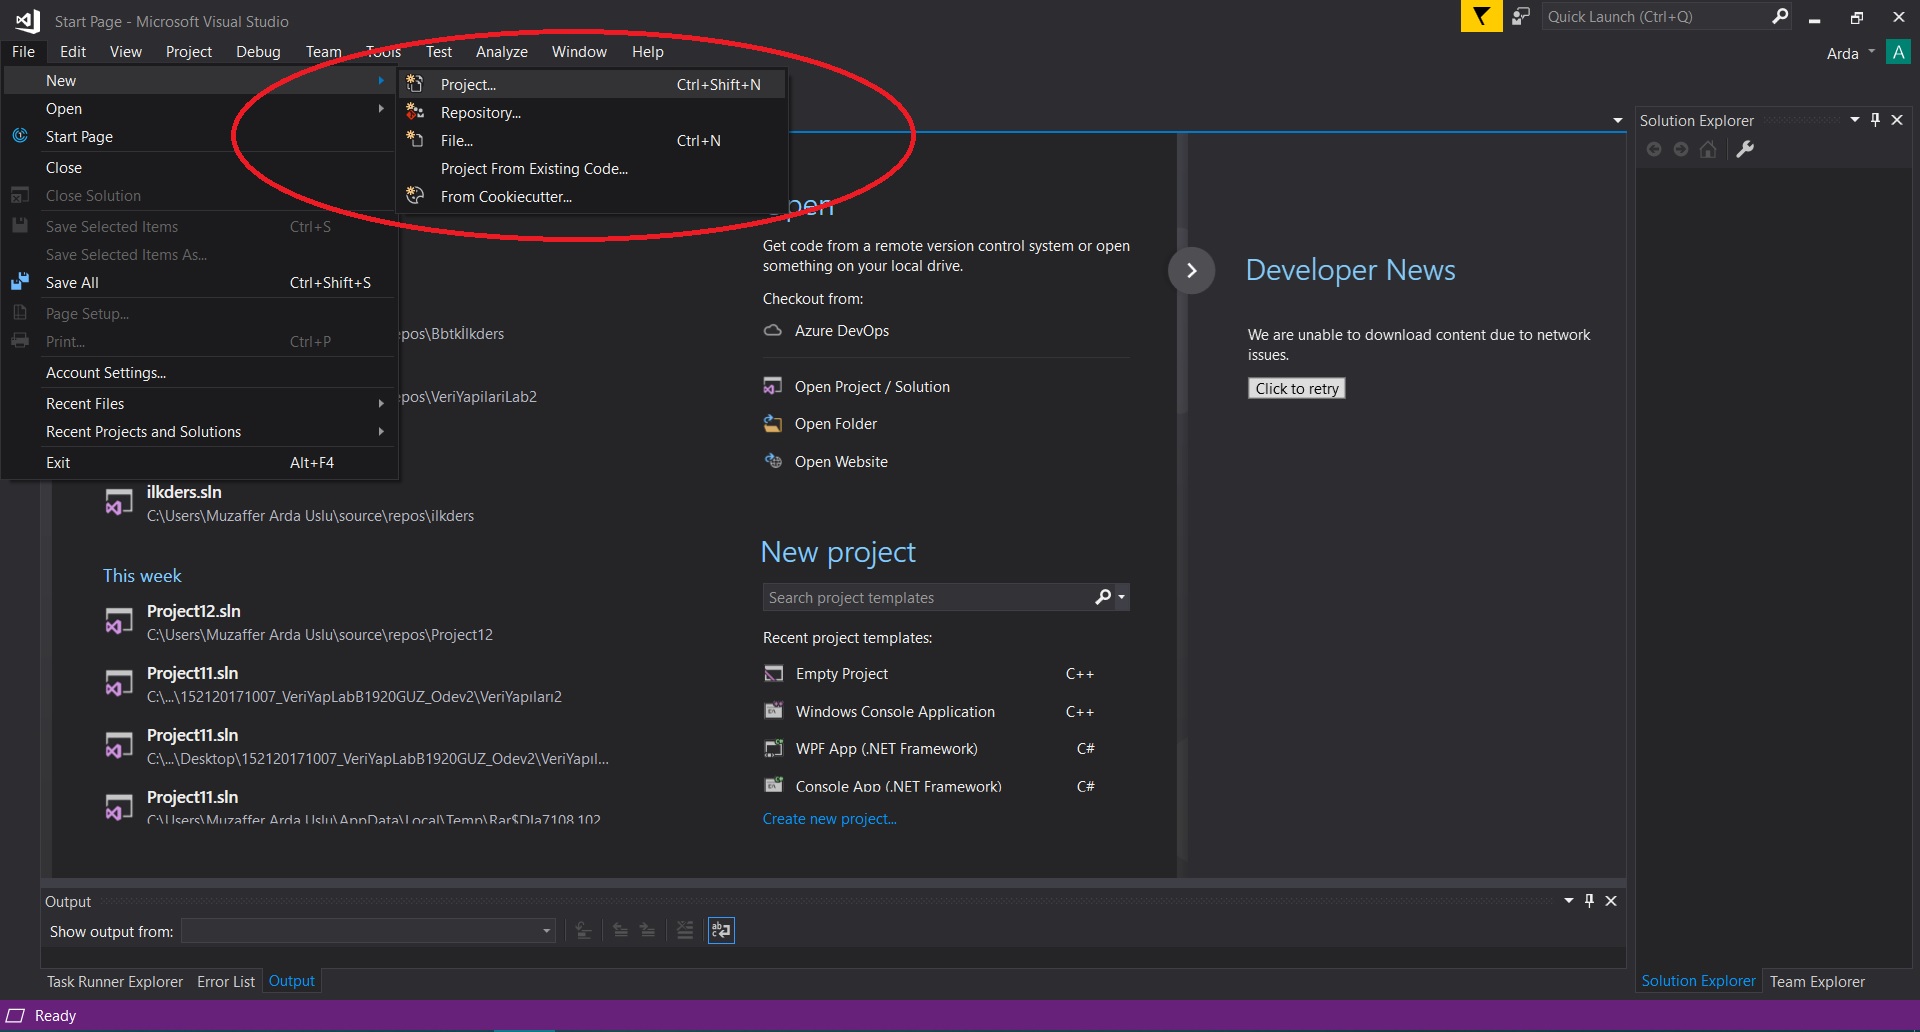 Start Page - Microsoft Visual Studio
Quick Launch (Ctrl+Q)
File Edit View Project Debug Team Tools Test Analyze Window Help
Arda A
New
Open
Start Page
Close
Close Solution
Save Selected Items Ctrl+S
Save Selected Items As...
Save All Ctrl+Shift+S
Page Setup...
Print... Ctrl+P
Account Settings...
Recent Files
Recent Projects and Solutions
Exit Alt+F4
Project... Ctrl+Shift+N
Repository...
File... Ctrl+N
Project From Existing Code...
From Cookiecutter...
epos\Bbtkİlkders
epos\VeriYapilariLab2
ilkders.sln
C:\Users\Muzaffer Arda Uslu\source\repos\ilkders
This week
Project12.sln
C:\Users\Muzaffer Arda Uslu\source\repos\Project12
Project11.sln
C:\...\152120171007_VeriYapLabB1920GUZ_Odev2\VeriYapıları2
Project11.sln
C:\...\Desktop\152120171007_VeriYapLabB1920GUZ_Odev2\VeriYapıl...
Project11.sln
C:\Users\Muzaffer Arda Uslu\AppData\Local\Temp\Rar$DIa7108.102
Open
Get code from a remote version control system or open
something on your local drive.
Checkout from:
Azure DevOps
Open Project / Solution
Open Folder
Open Website
New project
Search project templates
Recent project templates:
Empty Project C++
Windows Console Application C++
WPF App (.NET Framework) C#
Console App (.NET Framework) C#
Create new project...
Developer News
We are unable to download content due to network
issues.
Click to retry
Solution Explorer
Output
Show output from:
Task Runner Explorer Error List Output
Solution Explorer Team Explorer
Ready